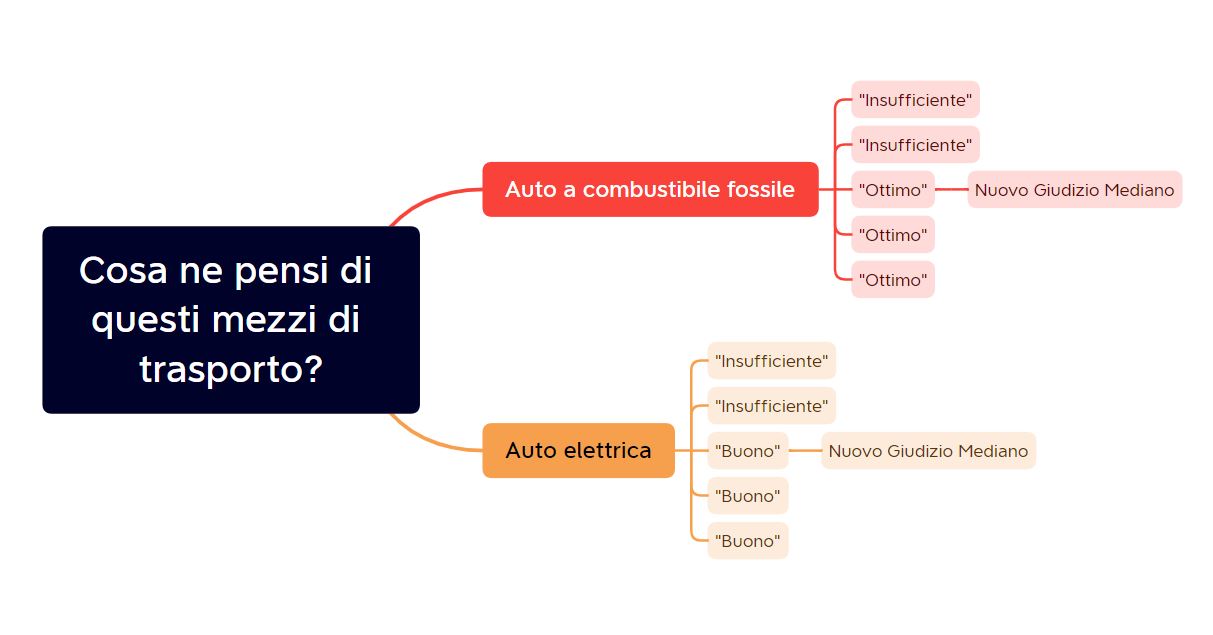 Cosa ne pensi di
questi mezzi di
trasporto?
Auto a combustibile fossile
"Insufficiente"
"Insufficiente"
"Ottimo"
Nuovo Giudizio Mediano
"Ottimo"
"Ottimo"
Auto elettrica
"Insufficiente"
"Insufficiente"
"Buono"
Nuovo Giudizio Mediano
"Buono"
"Buono"